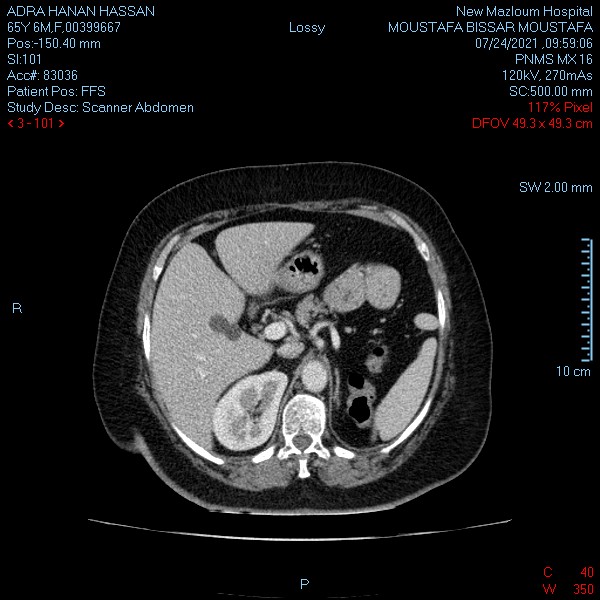 ADRA HANAN HASSAN
65Y 6M,F,00399667
Pos:-150.40 mm
SI:101
Acc#: 83036
Patient Pos: FFS
Study Desc: Scanner Abdomen
< 3 - 101 >
Lossy
New Mazloum Hospital
MOUSTAFA BISSAR MOUSTAFA
07/24/2021 ,09:59:06
PNMS MX 16
120kV, 270mAs
SC:500.00 mm
117% Pixel
DFOV 49.3 x 49.3 cm
SW 2.00 mm
R
10 cm
P
C 40
W 350